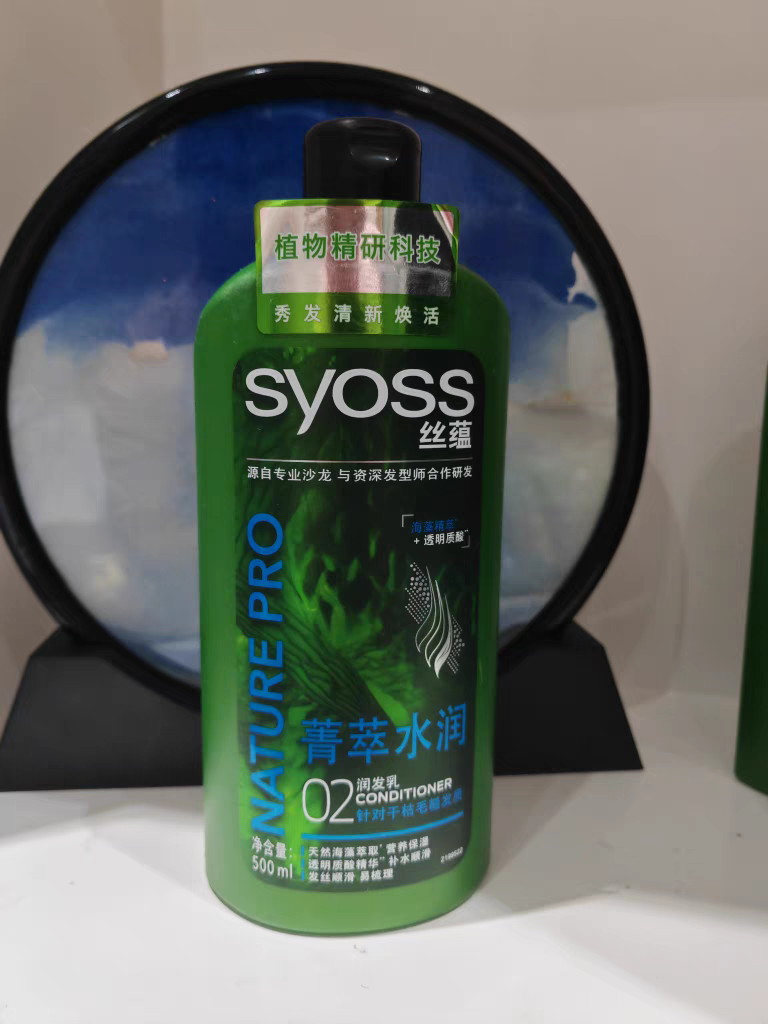 植物精研科技
秀发清新焕活
syoss
丝蕴
源自专业沙龙 与资深发型师合作研发
海藻精萃*
+ 透明质酸**
NATURE PRO
菁萃水润
02
润发乳
CONDITIONER
针对干枯毛糙发质
净含量:
500 ml
天然海藻萃取* 营养保湿
透明质酸精华** 补水顺滑
发丝顺滑 易梳理